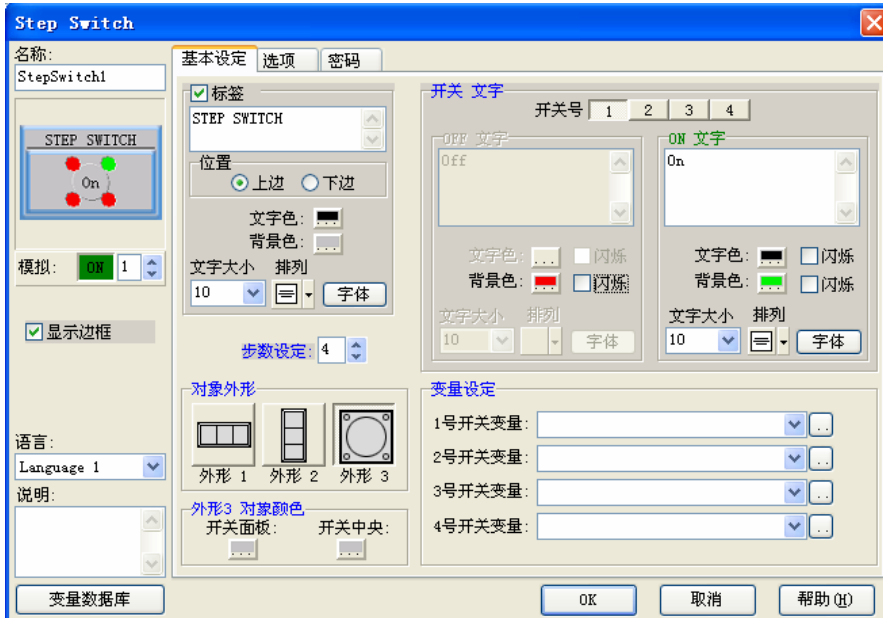 Step Switch
名称:
StepSwitch1
STEP SWITCH
On
模拟: ON 1
显示边框
语言:
Language 1
说明:
变量数据库
基本设定 选项 密码
标签
STEP SWITCH
位置
上边 下边
文字色: ...
背景色: ...
文字大小 排列
10 字体
步数设定: 4
对象外形
外形 1 外形 2 外形 3
外形3 对象颜色
开关面板: 开关中央:
... ...
开关 文字
开关号 1 2 3 4
OFF 文字
Off
文字色: ... 闪烁
背景色: ... 闪烁
文字大小 排列
10 字体
ON 文字
On
文字色: ... 闪烁
背景色: ... 闪烁
文字大小 排列
10 字体
变量设定
1号开关变量: ..
2号开关变量: ..
3号开关变量: ..
4号开关变量: ..
OK 取消 帮助(H)